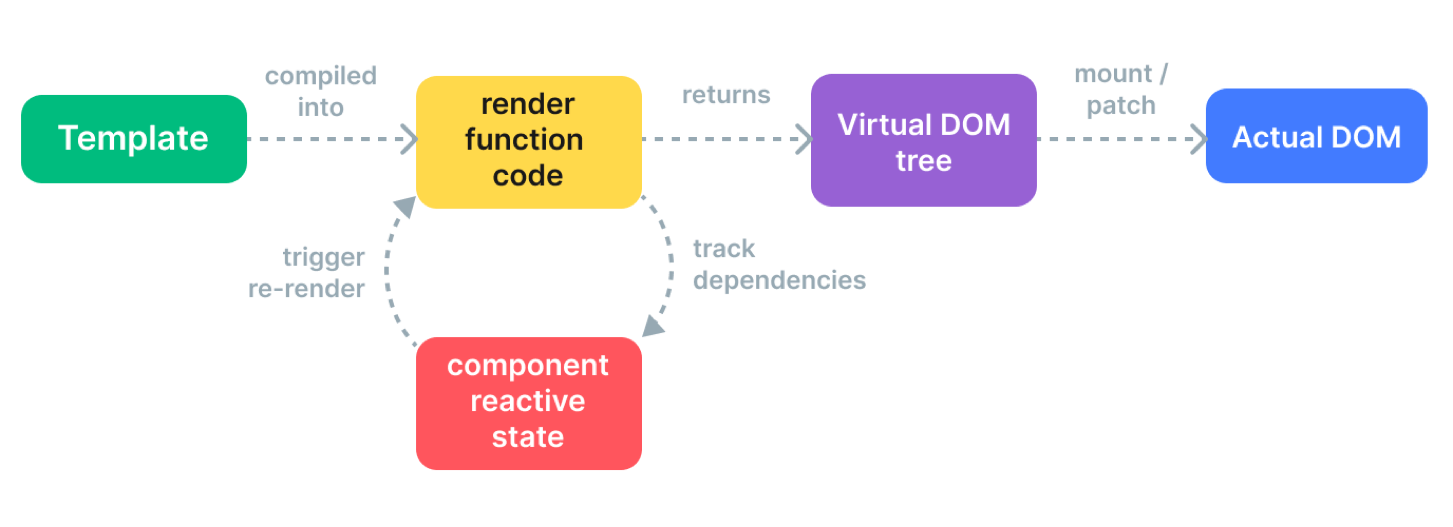 compiled
into
Template
render
function
code
returns
Virtual DOM
tree
mount /
patch
Actual DOM
trigger
re-render
track
dependencies
component
reactive
state